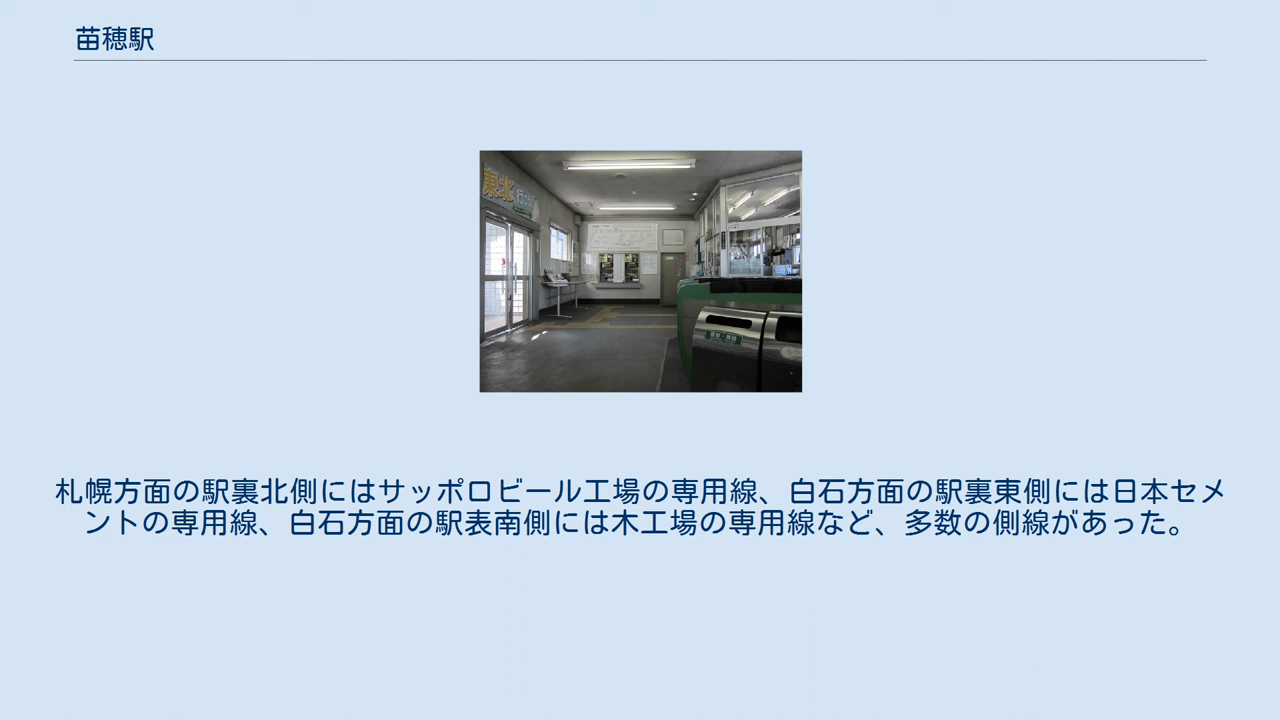 苗穂駅
東北
札幌方面の駅裏北側にはサッポロビール工場の専用線、白石方面の駅裏東側には日本セメ
ントの専用線、白石方面の駅表南側には木工場の専用線など、多数の側線があった。